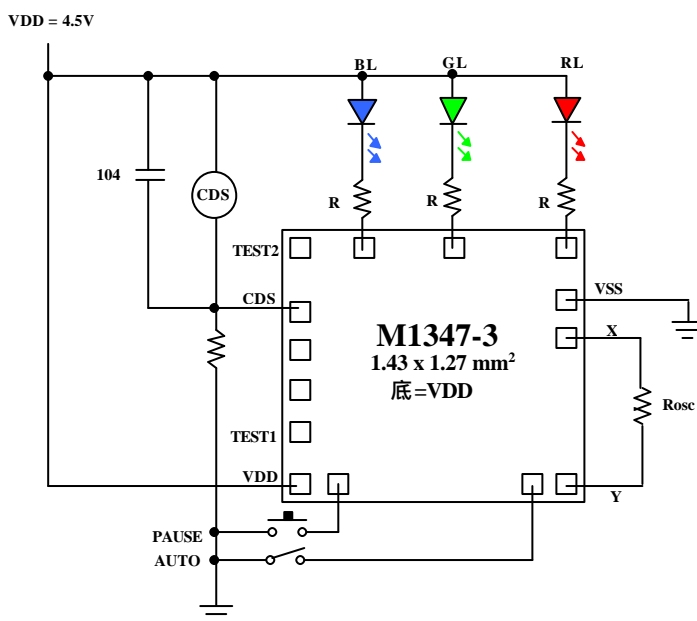 VDD = 4.5V
BL
GL
RL
104
CDS
R
R
R
TEST2
CDS
VSS
M1347-3
X
1.43 x 1.27 mm²
底=VDD
Rosc
TEST1
VDD
Y
PAUSE
AUTO